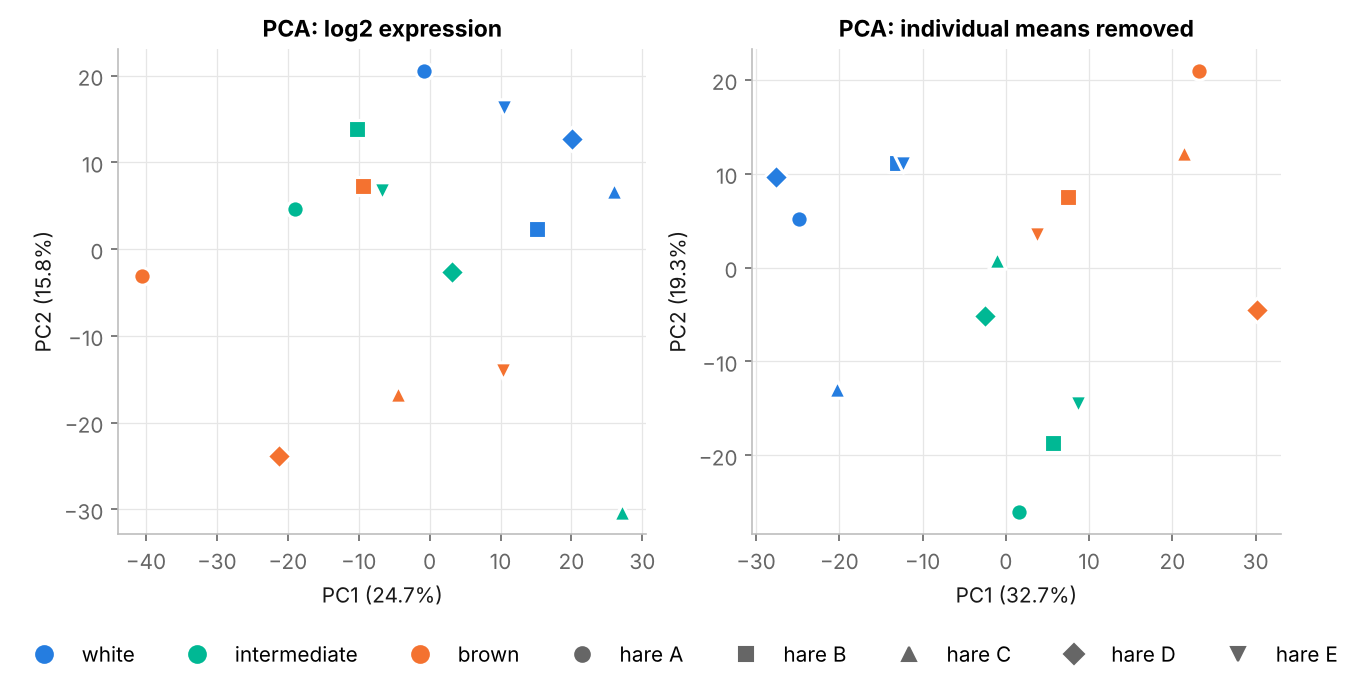 PCA: log2 expression
20
10
0
−10
−20
−30
−40
−30
−20
−10
0
10
20
30
PC2 (15.8%)
PC1 (24.7%)
PCA: individual means removed
20
10
0
−10
−20
−30
−20
−10
0
10
20
30
PC2 (19.3%)
PC1 (32.7%)
white
intermediate
brown
hare A
hare B
hare C
hare D
hare E